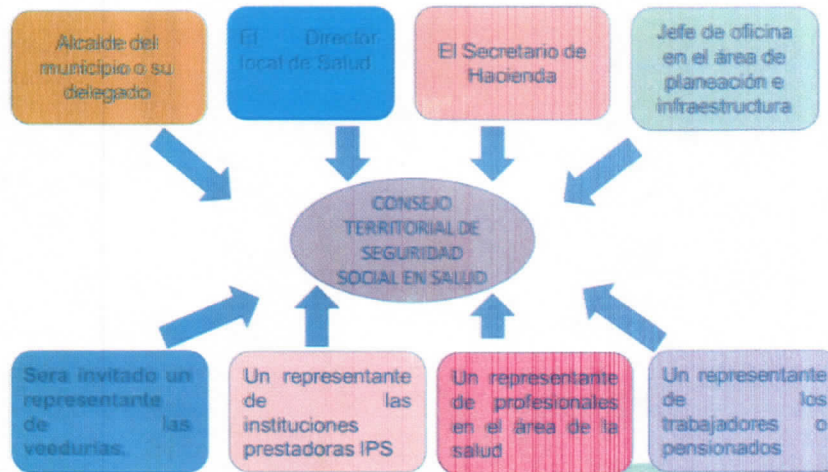 Alcalde del
municipio o su
delegado
El Director
local de Salud
El Secretario de
Hacienda
Jefe de oficina
en el área de
planeación e
infraestructura
CONSEJO
TERRITORIAL DE
SEGURIDAD
SOCIAL EN SALUD
Sera invitado un
representante
de las
veedurías.
Un representante
de las
instituciones
prestadoras IPS
Un representante
de profesionales
en el área de la
salud
Un representante
de los
trabajadores o
pensionados